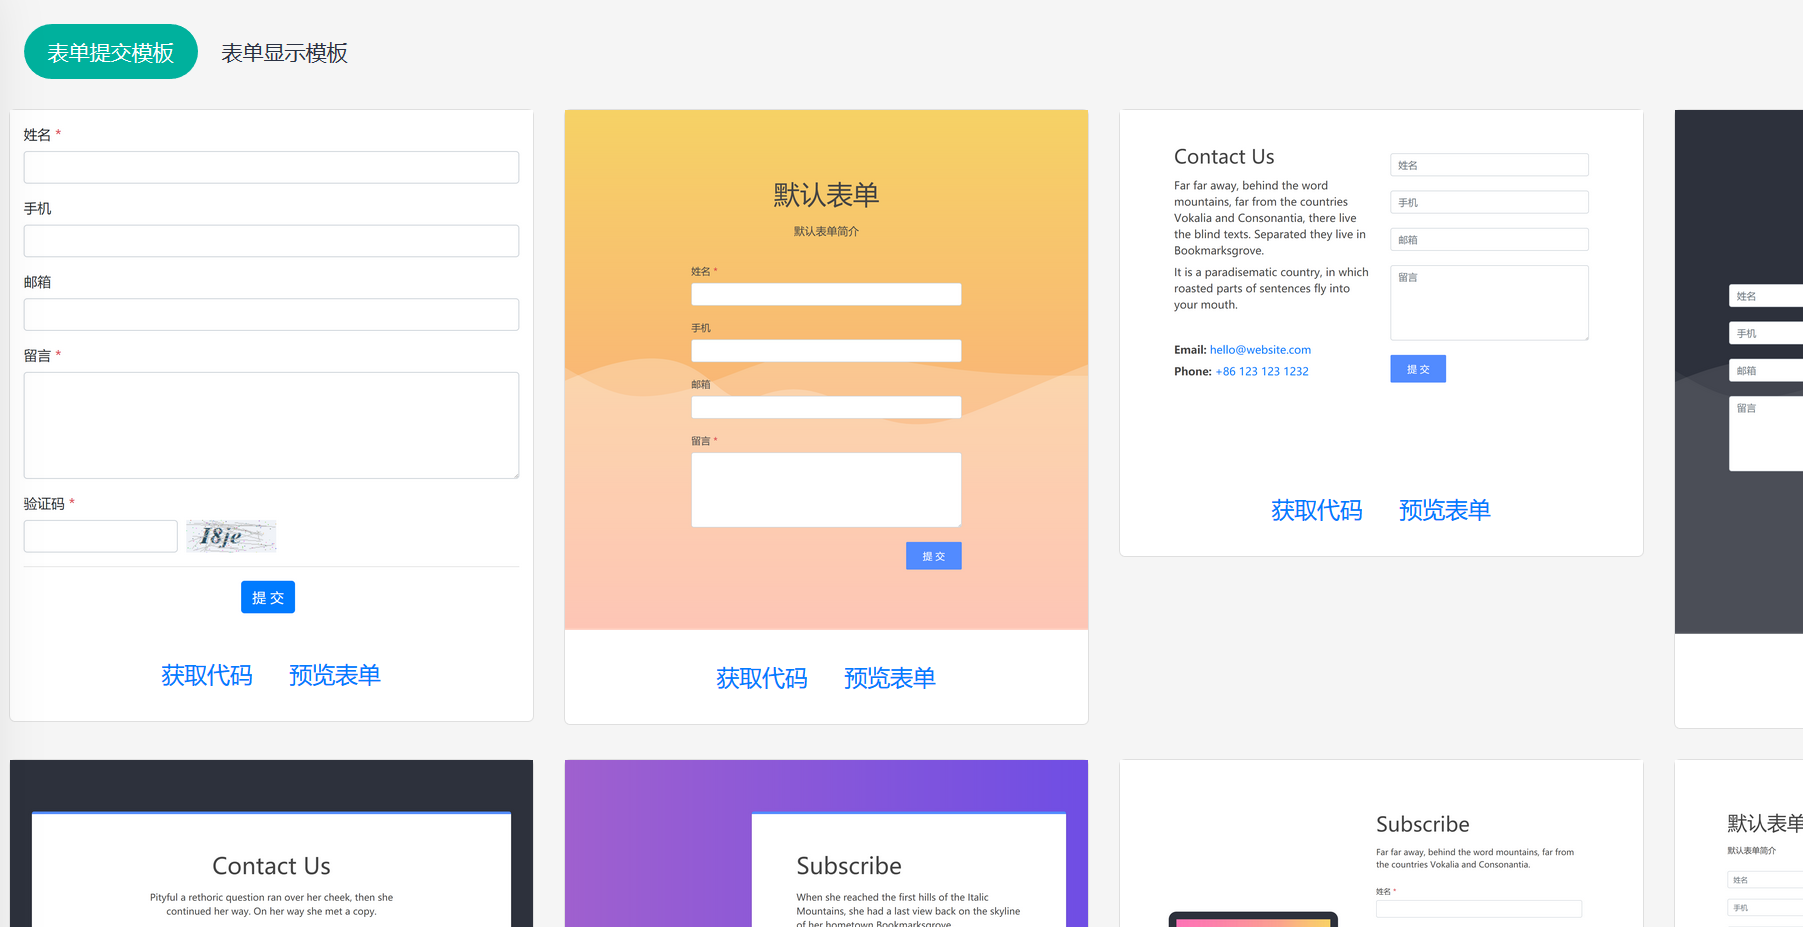 表单提交模板
表单显示模板
姓名 *
手机
邮箱
留言 *
验证码 *
I8je
提 交
获取代码
预览表单
默认表单
默认表单简介
姓名 *
手机
邮箱
留言 *
提 交
获取代码
预览表单
Contact Us
Far far away, behind the word
mountains, far from the countries
Vokalia and Consonantia, there live
the blind texts. Separated they live in
Bookmarksgrove.
It is a paradisematic country, in which
roasted parts of sentences fly into
your mouth.
Email: hello@website.com
Phone: +86 123 123 1232
姓名
手机
邮箱
留言
提 交
获取代码
预览表单
姓名
手机
邮箱
留言
Contact Us
Pityful a rethoric question ran over her cheek, then she
continued her way. On her way she met a copy.
Subscribe
When she reached the first hills of the Italic
Mountains, she had a last view back on the skyline
of her hometown Bookmarksgrove
Subscribe
Far far away, behind the word mountains, far from
the countries Vokalia and Consonantia.
姓名 *
默认表单
默认表单简介
姓名
手机